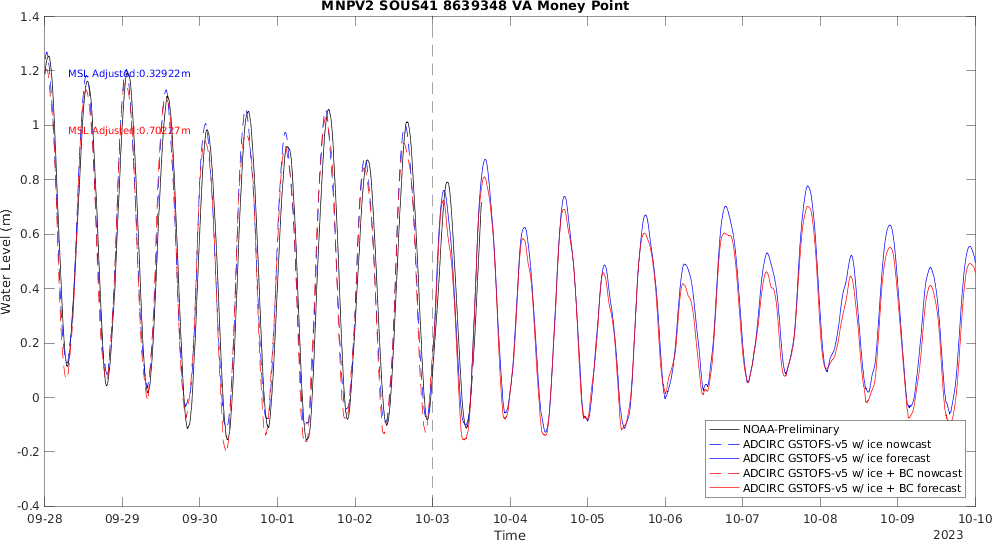 MNPV2 SOUS41 8639348 VA Money Point
1.4
1.2
1
0.8
0.6
0.4
0.2
0
-0.2
-0.4
Water Level (m)
MSL Adjusted:0.32922m
MSL Adjusted:0.70227m
NOAA-Preliminary
ADCIRC GSTOFS-v5 w/ ice nowcast
ADCIRC GSTOFS-v5 w/ ice forecast
ADCIRC GSTOFS-v5 w/ ice + BC nowcast
ADCIRC GSTOFS-v5 w/ ice + BC forecast
09-28 09-29 09-30 10-01 10-02 10-03 10-04 10-05 10-06 10-07 10-08 10-09 10-10
Time
2023